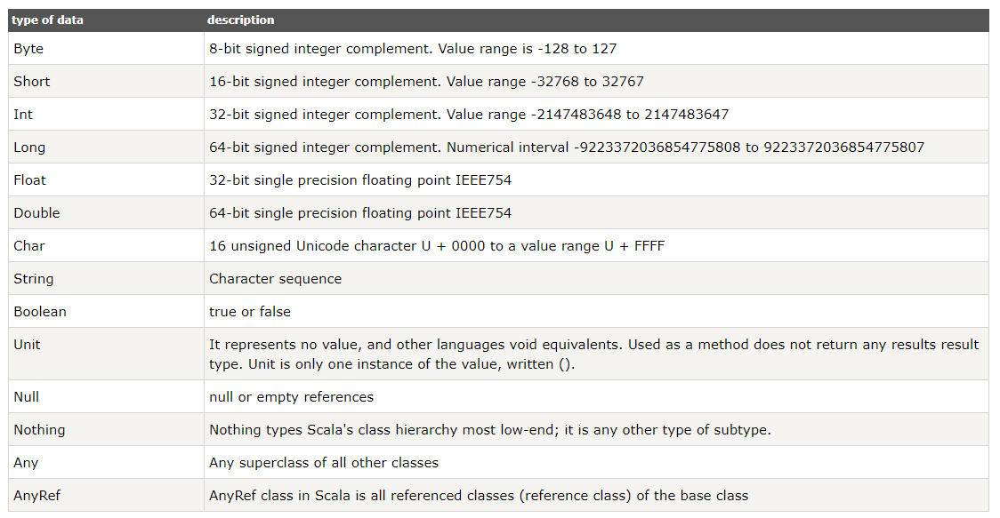 type of data description
Byte 8-bit signed integer complement. Value range is -128 to 127
Short 16-bit signed integer complement. Value range -32768 to 32767
Int 32-bit signed integer complement. Value range -2147483648 to 2147483647
Long 64-bit signed integer complement. Numerical interval -9223372036854775808 to 9223372036854775807
Float 32-bit single precision floating point IEEE754
Double 64-bit single precision floating point IEEE754
Char 16 unsigned Unicode character U + 0000 to a value range U + FFFF
String Character sequence
Boolean true or false
Unit It represents no value, and other languages void equivalents. Used as a method does not return any results result
type. Unit is only one instance of the value, written ().
Null null or empty references
Nothing Nothing types Scala's class hierarchy most low-end; it is any other type of subtype.
Any Any superclass of all other classes
AnyRef AnyRef class in Scala is all referenced classes (reference class) of the base class